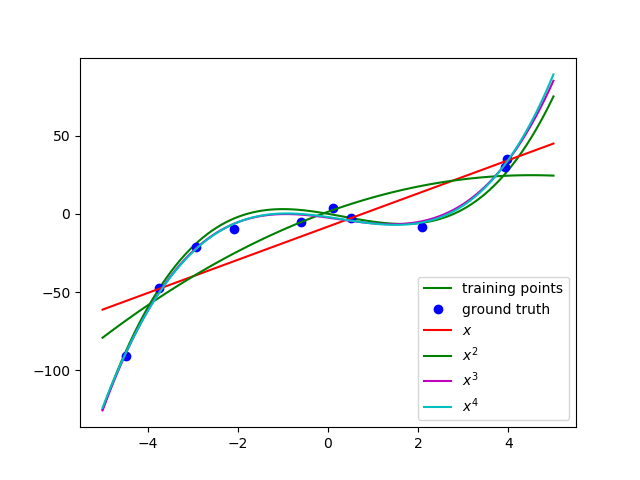 50
0
−50
−100
−4
−2
0
2
4
training points
ground truth
x
x²
x³
x⁴